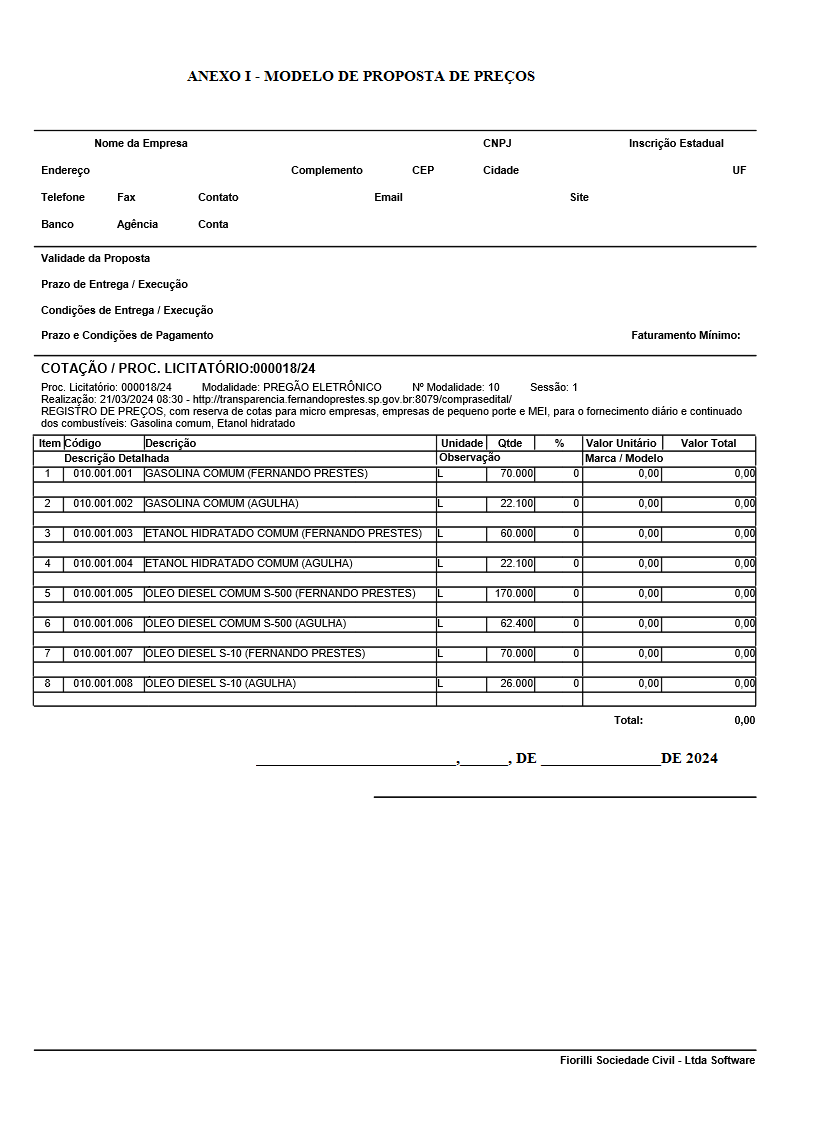 ANEXO I - MODELO DE PROPOSTA DE PREÇOS
Nome da Empresa CNPJ Inscrição Estadual
Endereço Complemento CEP Cidade UF
Telefone Fax Contato Email Site
Banco Agência Conta
Validade da Proposta
Prazo de Entrega / Execução
Condições de Entrega / Execução
Prazo e Condições de Pagamento Faturamento Mínimo:
COTAÇÃO / PROC. LICITATÓRIO:000018/24
Proc. Licitatório: 000018/24 Modalidade: PREGÃO ELETRÔNICO Nº Modalidade: 10 Sessão: 1
Realização: 21/03/2024 08:30 - http://transparencia.fernandoprestes.sp.gov.br:8079/comprasedital/
REGISTRO DE PREÇOS, com reserva de cotas para micro empresas, empresas de pequeno porte e MEI, para o fornecimento diário e continuado
dos combustíveis: Gasolina comum, Etanol hidratado
Item Código Descrição Unidade Qtde % Valor Unitário Valor Total
Descrição Detalhada Observação Marca / Modelo
1 010.001.001 GASOLINA COMUM (FERNANDO PRESTES) L 70.000 0 0,00 0,00
2 010.001.002 GASOLINA COMUM (AGULHA) L 22.100 0 0,00 0,00
3 010.001.003 ETANOL HIDRATADO COMUM (FERNANDO PRESTES) L 60.000 0 0,00 0,00
4 010.001.004 ETANOL HIDRATADO COMUM (AGULHA) L 22.100 0 0,00 0,00
5 010.001.005 ÓLEO DIESEL COMUM S-500 (FERNANDO PRESTES) L 170.000 0 0,00 0,00
6 010.001.006 ÓLEO DIESEL COMUM S-500 (AGULHA) L 62.400 0 0,00 0,00
7 010.001.007 ÓLEO DIESEL S-10 (FERNANDO PRESTES) L 70.000 0 0,00 0,00
8 010.001.008 ÓLEO DIESEL S-10 (AGULHA) L 26.000 0 0,00 0,00
Total: 0,00
_________________________,______, DE _______________DE 2024
Fiorilli Sociedade Civil - Ltda Software